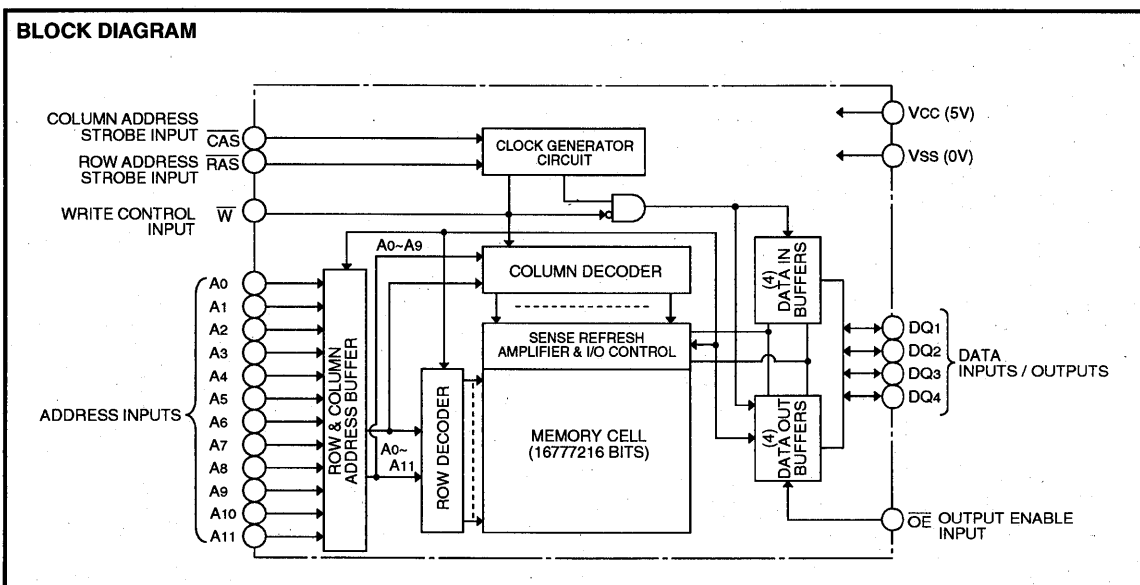 BLOCK DIAGRAM
COLUMN ADDRESS
STROBE INPUT
CAS
ROW ADDRESS
STROBE INPUT
RAS
WRITE CONTROL
INPUT
W
CLOCK GENERATOR
CIRCUIT
VCC (5V)
VSS (0V)
A0~A9
COLUMN DECODER
(4)
DATA IN
BUFFERS
ADDRESS INPUTS
A0
A1
A2
A3
A4
A5
A6
A7
A8
A9
A10
A11
ROW & COLUMN
ADDRESS BUFFER
A0~
A11
ROW DECODER
SENSE REFRESH
AMPLIFIER & I/O CONTROL
MEMORY CELL
(16777216 BITS)
(4)
DATA OUT
BUFFERS
DQ1
DQ2
DQ3
DQ4
DATA
INPUTS / OUTPUTS
OE
OUTPUT ENABLE
INPUT